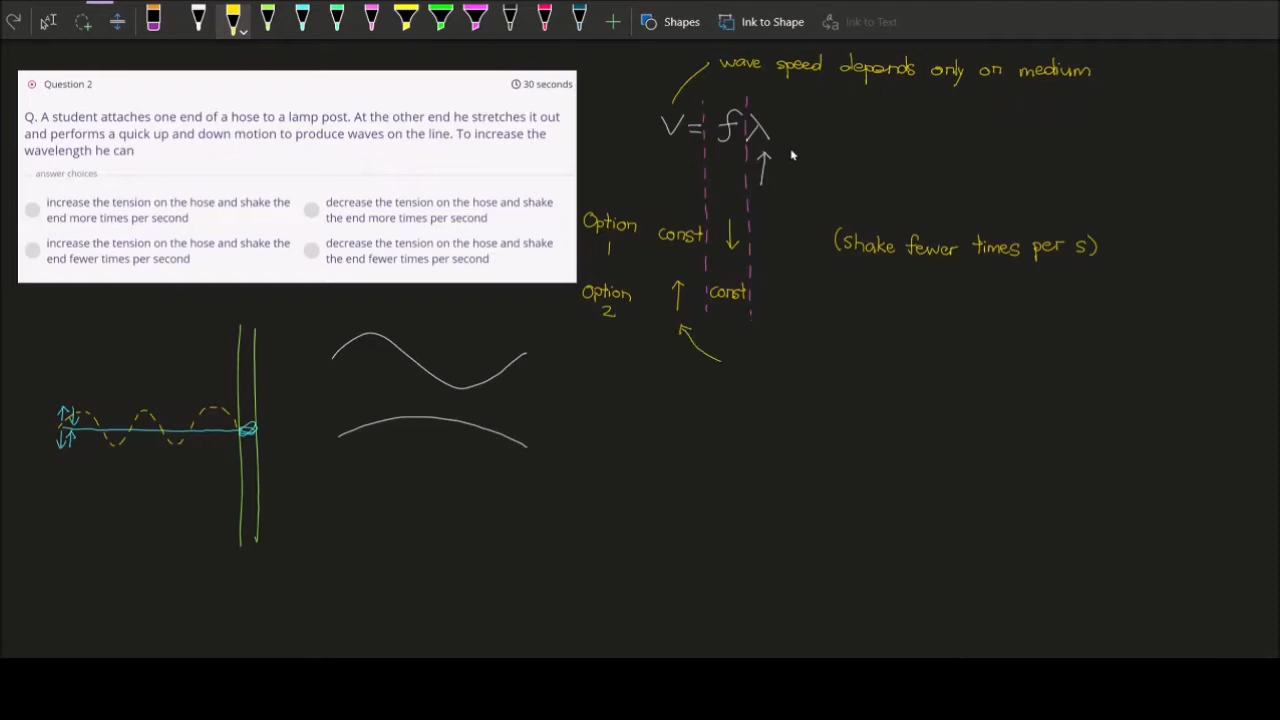 Shapes
Ink to Shape
Ink to Text
Question 2
30 seconds
Q. A student attaches one end of a hose to a lamp post. At the other end he stretches it out
and performs a quick up and down motion to produce waves on the line. To increase the
wavelength he can
answer choices
increase the tension on the hose and shake the
end more times per second
decrease the tension on the hose and shake
the end more times per second
increase the tension on the hose and shake the
end fewer times per second
decrease the tension on the hose and shake
the end fewer times per second
wave speed depends only on medium
V = f λ
Option
1
const
(shake fewer times per s)
Option
2
const